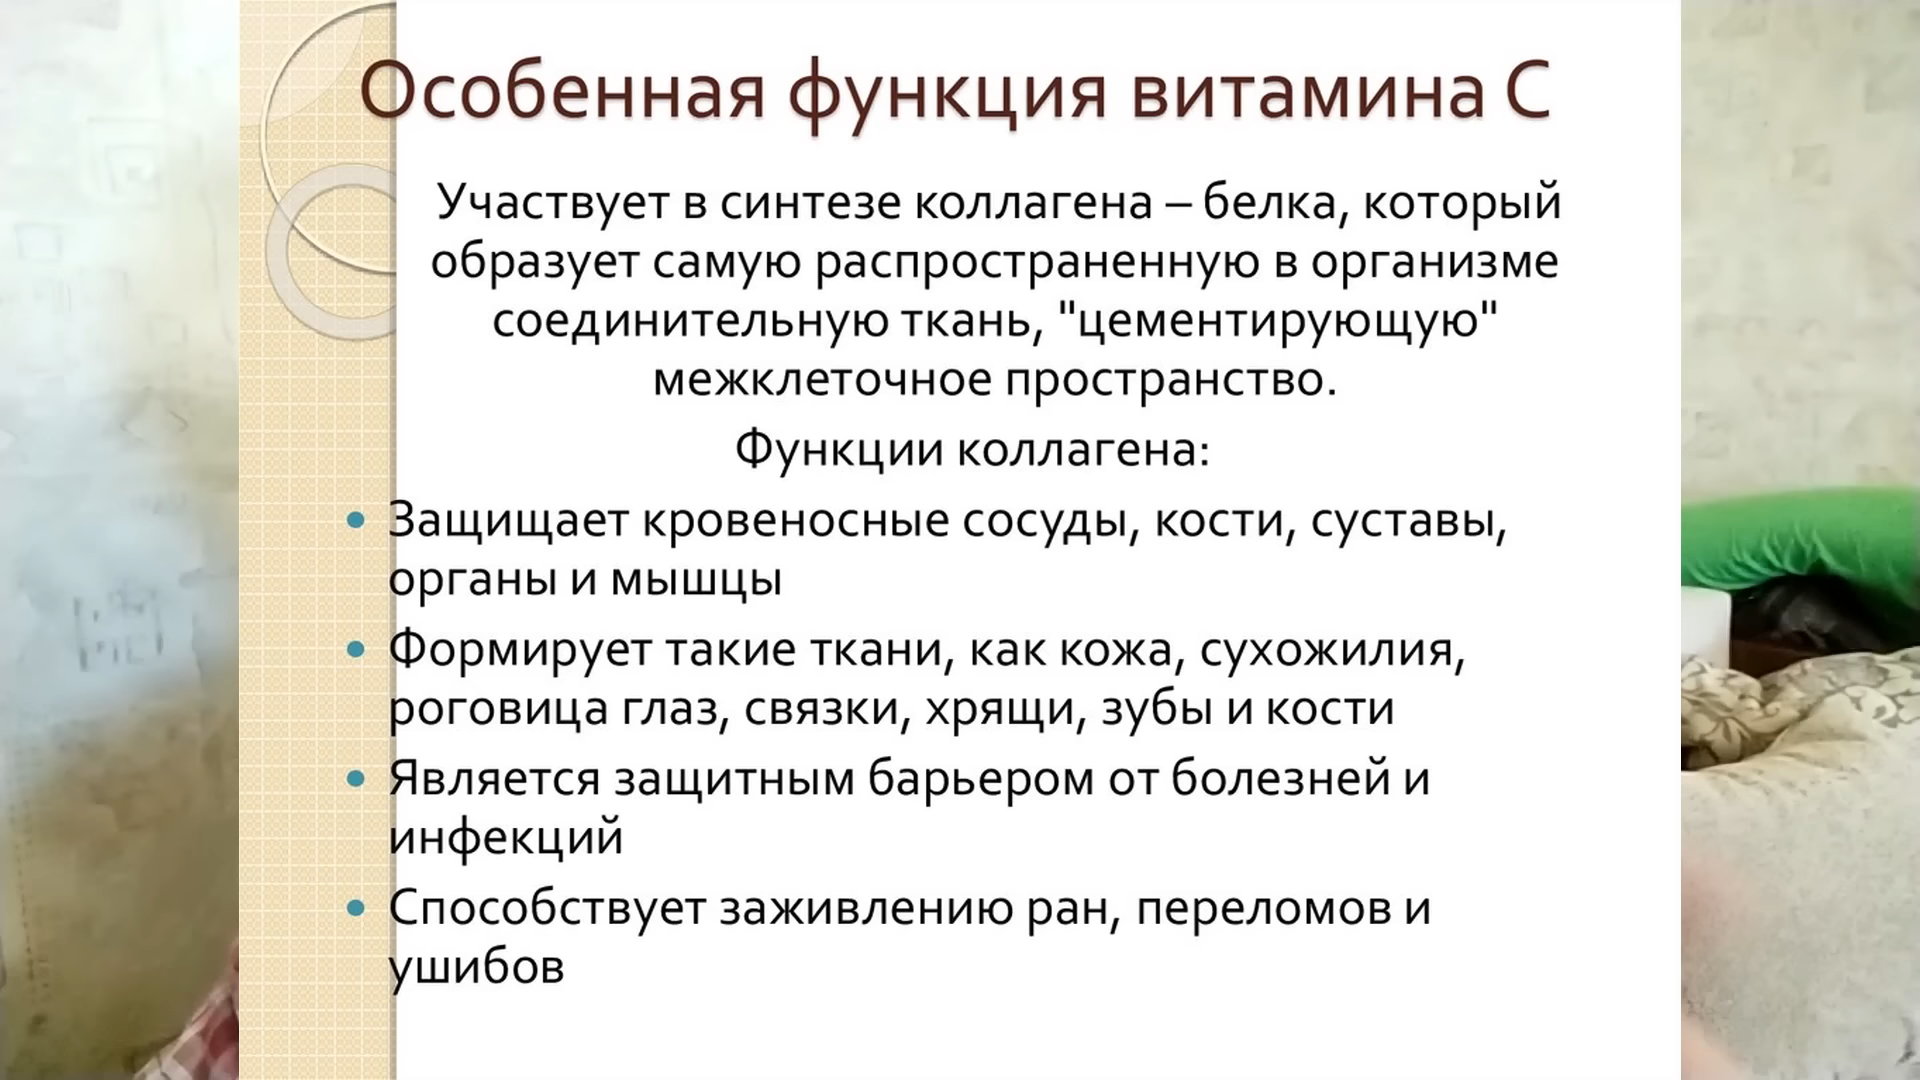 Особенная функция витамина С
Участвует в синтезе коллагена – белка, который
образует самую распространенную в организме
соединительную ткань, "цементирующую"
межклеточное пространство.
Функции коллагена:
• Защищает кровеносные сосуды, кости, суставы,
органы и мышцы
• Формирует такие ткани, как кожа, сухожилия,
роговица глаз, связки, хрящи, зубы и кости
• Является защитным барьером от болезней и
инфекций
• Способствует заживлению ран, переломов и
ушибов